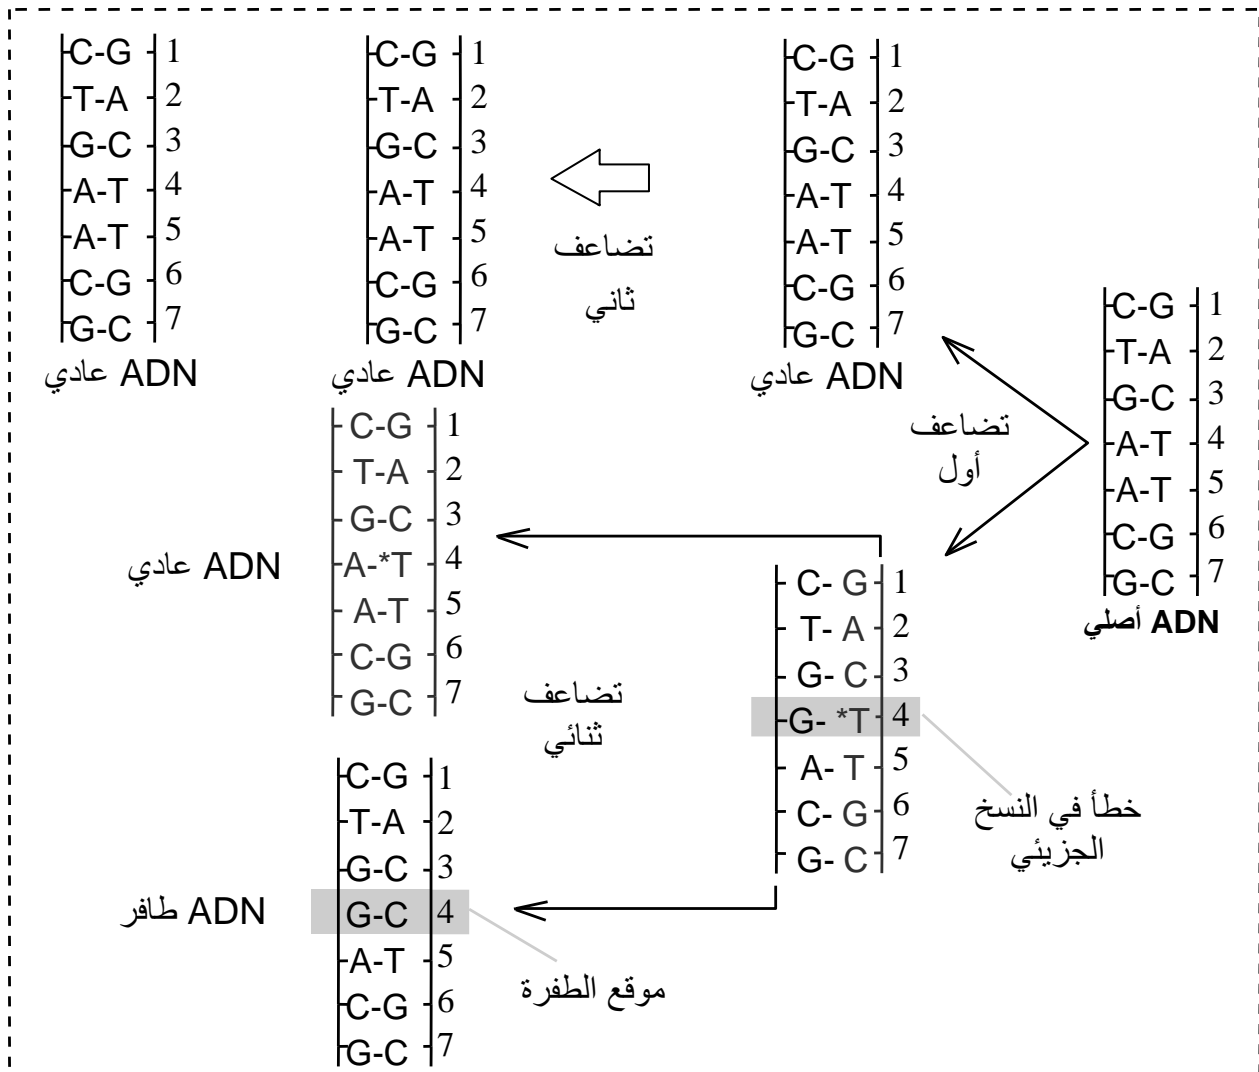 C-G 1
T-A 2
G-C 3
A-T 4
A-T 5
C-G 6
G-C 7
ADN أصلي
تضاعف
أول
C-G 1
T-A 2
G-C 3
A-T 4
A-T 5
C-G 6
G-C 7
ADN عادي
تضاعف
ثاني
C-G 1
T-A 2
G-C 3
A-T 4
A-T 5
C-G 6
G-C 7
ADN عادي
C-G 1
T-A 2
G-C 3
A-T 4
A-T 5
C-G 6
G-C 7
ADN عادي
C- G 1
T- A 2
G- C 3
G- *T 4
A- T 5
C- G 6
G- C 7
خطأ في النسخ
الجزيئي
تضاعف
ثنائي
C-G 1
T-A 2
G-C 3
A-*T 4
A-T 5
C-G 6
G-C 7
ADN عادي
C-G 1
T-A 2
G-C 3
G-C 4
A-T 5
C-G 6
G-C 7
ADN طافر
موقع الطفرة